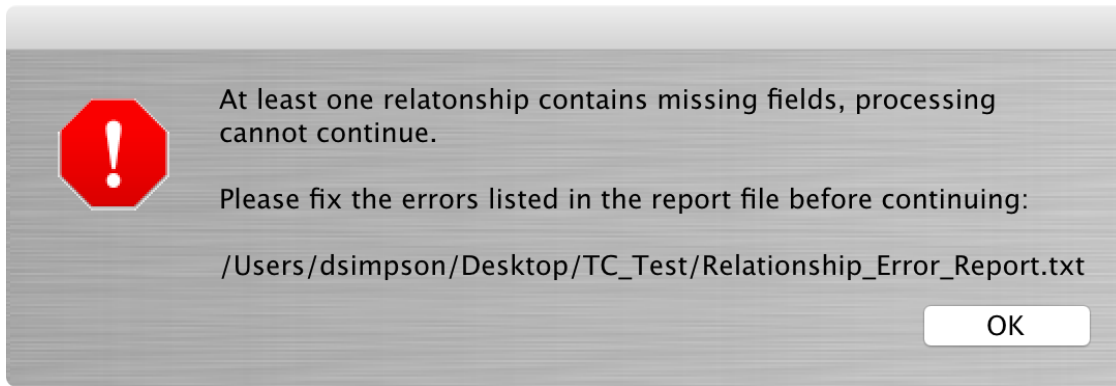 At least one relatonship contains missing fields, processing
cannot continue.
Please fix the errors listed in the report file before continuing:
/Users/dsimpson/Desktop/TC_Test/Relationship_Error_Report.txt
OK